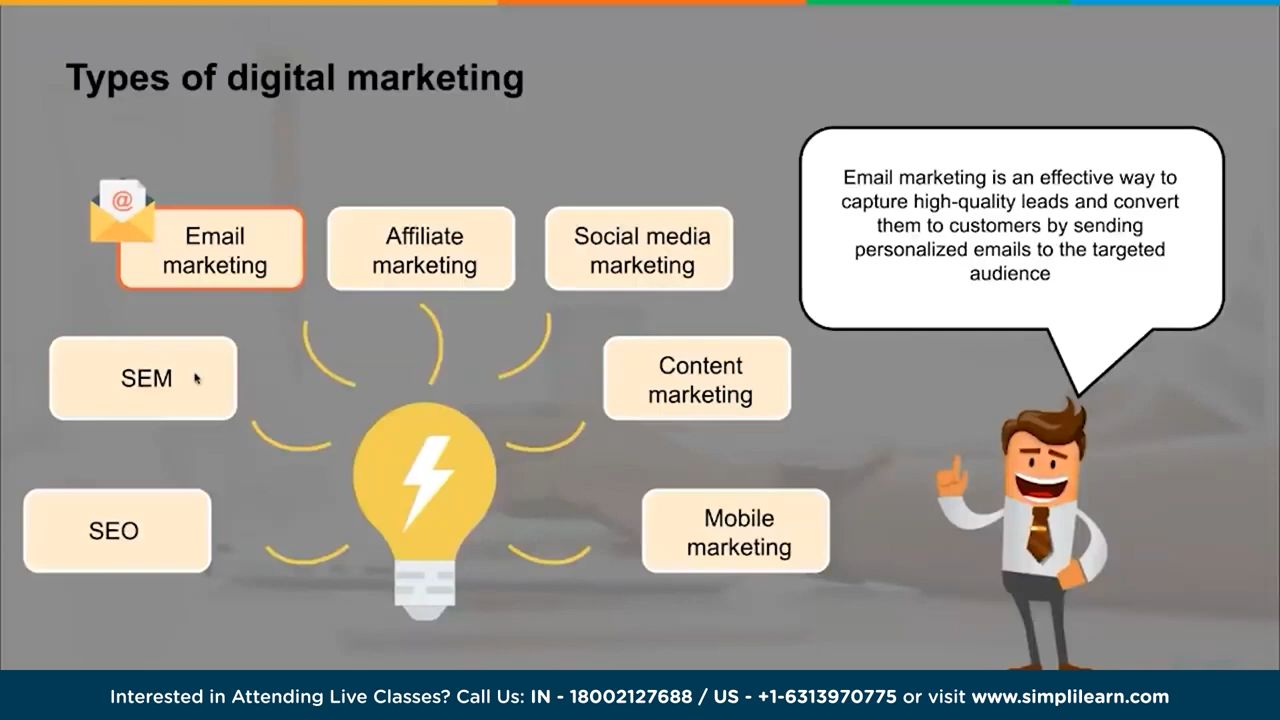 Types of digital marketing
@
Email
marketing
Affiliate
marketing
Social media
marketing
Email marketing is an effective way to
capture high-quality leads and convert
them to customers by sending
personalized emails to the targeted
audience
SEM
Content
marketing
SEO
Mobile
marketing
Interested in Attending Live Classes? Call Us: IN - 18002127688 / US - +1-6313970775 or visit www.simplilearn.com